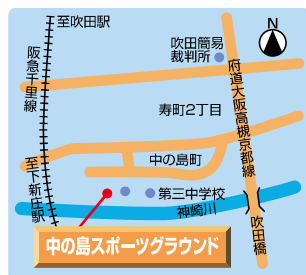 至吹田駅
N
吹田簡易
裁判所
阪急千里線
府道大阪高槻京都線
寿町2丁目
中の島町
至下新庄駅
第三中学校
神崎川
吹田橋
中の島スポーツグラウンド